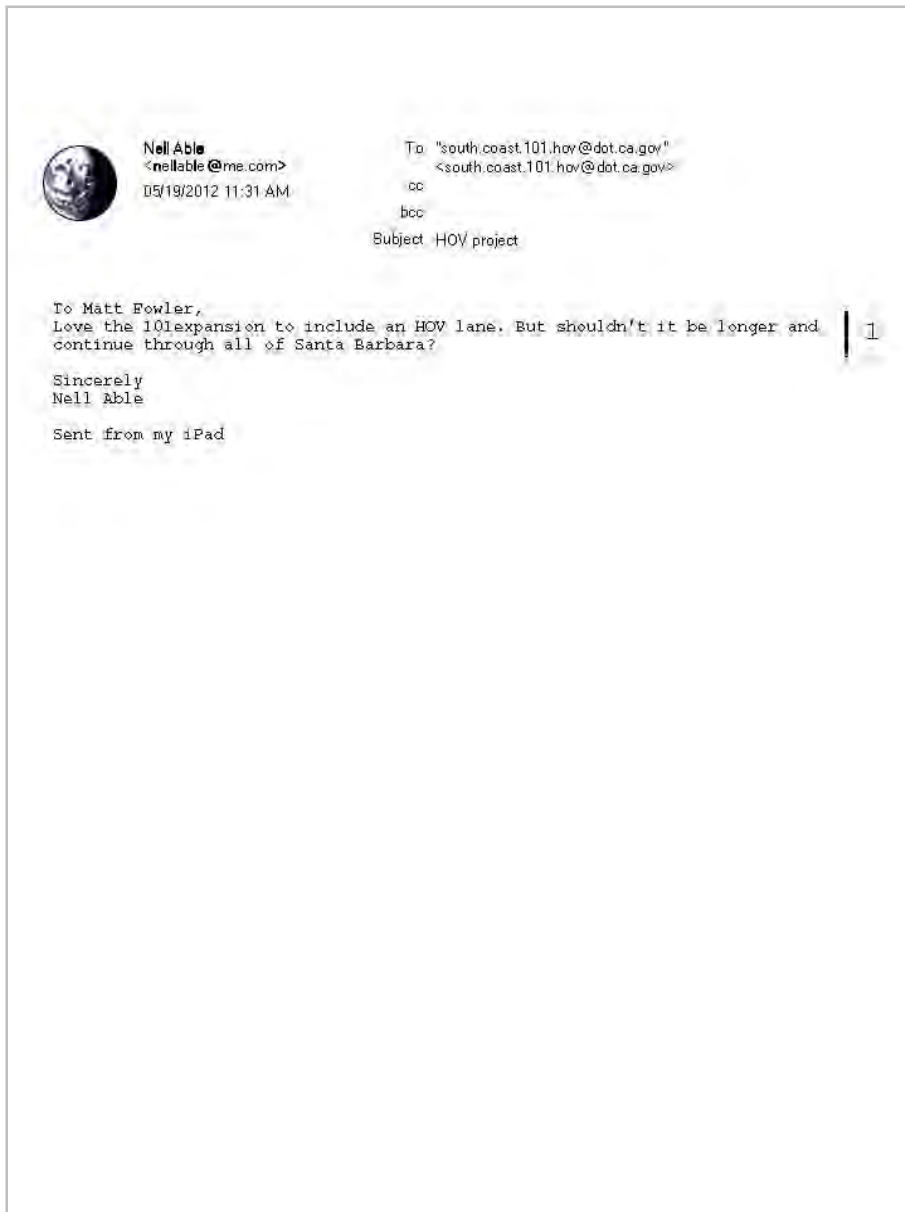 Nell Able
<nellable@me.com>
05/19/2012 11:31 AM
To "south.coast.101.hov@dot.ca.gov"
<south.coast.101.hov@dot.ca.gov>
cc
bcc
Subject HOV project
To Matt Fowler,
Love the 101expansion to include an HOV lane. But shouldn't it be longer and
continue through all of Santa Barbara?
1
Sincerely
Nell Able
Sent from my iPad